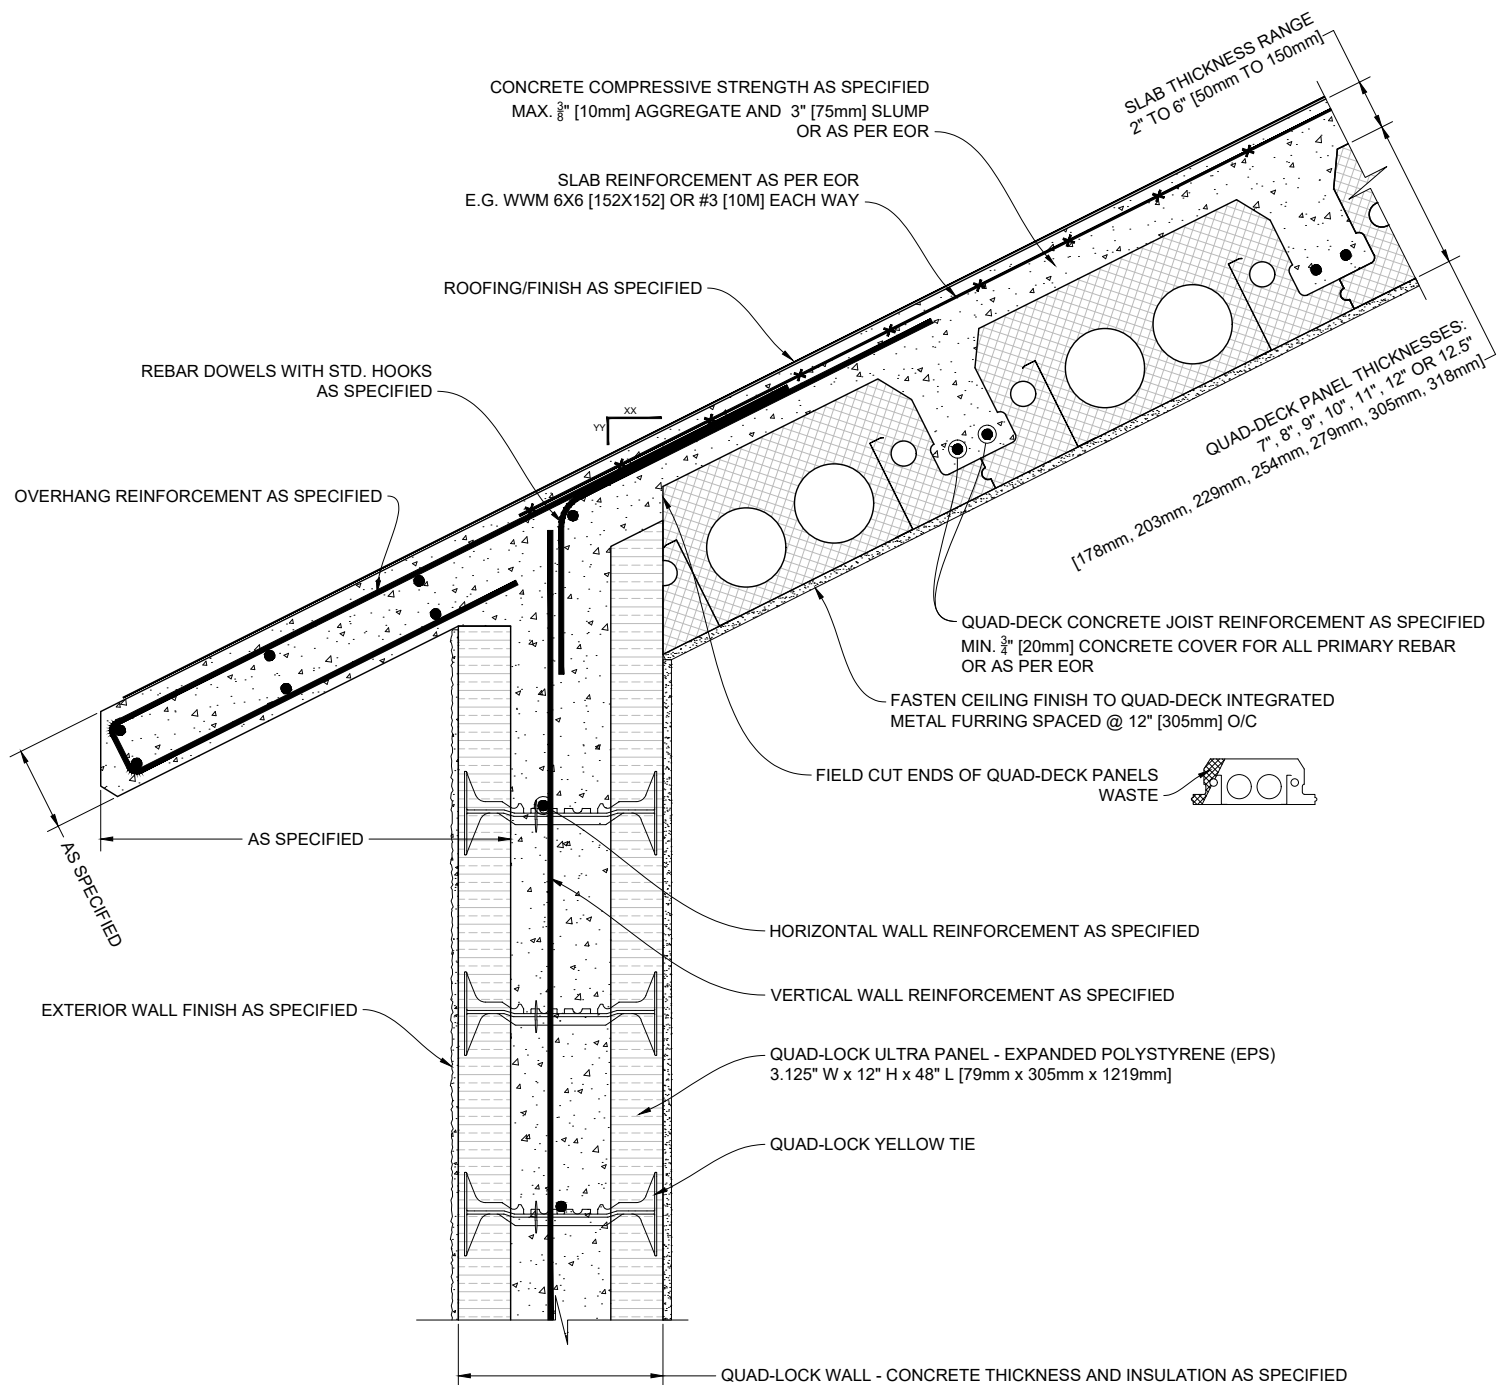 SLAB THICKNESS RANGE
2" TO 6" [50mm TO 150mm]
CONCRETE COMPRESSIVE STRENGTH AS SPECIFIED
MAX. 3/8" [10mm] AGGREGATE AND 3" [75mm] SLUMP
OR AS PER EOR
SLAB REINFORCEMENT AS PER EOR
E.G. WWM 6X6 [152X152] OR #3 [10M] EACH WAY
ROOFING/FINISH AS SPECIFIED
REBAR DOWELS WITH STD. HOOKS
AS SPECIFIED
XX
YY
QUAD-DECK PANEL THICKNESSES:
7", 8", 9", 10", 11", 12" OR 12.5"
[178mm, 203mm, 229mm, 254mm, 279mm, 305mm, 318mm]
OVERHANG REINFORCEMENT AS SPECIFIED
QUAD-DECK CONCRETE JOIST REINFORCEMENT AS SPECIFIED
MIN. 3/4" [20mm] CONCRETE COVER FOR ALL PRIMARY REBAR
OR AS PER EOR
FASTEN CEILING FINISH TO QUAD-DECK INTEGRATED
METAL FURRING SPACED @ 12" [305mm] O/C
FIELD CUT ENDS OF QUAD-DECK PANELS
WASTE
AS SPECIFIED
AS SPECIFIED
HORIZONTAL WALL REINFORCEMENT AS SPECIFIED
VERTICAL WALL REINFORCEMENT AS SPECIFIED
EXTERIOR WALL FINISH AS SPECIFIED
QUAD-LOCK ULTRA PANEL - EXPANDED POLYSTYRENE (EPS)
3.125" W x 12" H x 48" L [79mm x 305mm x 1219mm]
QUAD-LOCK YELLOW TIE
QUAD-LOCK WALL - CONCRETE THICKNESS AND INSULATION AS SPECIFIED